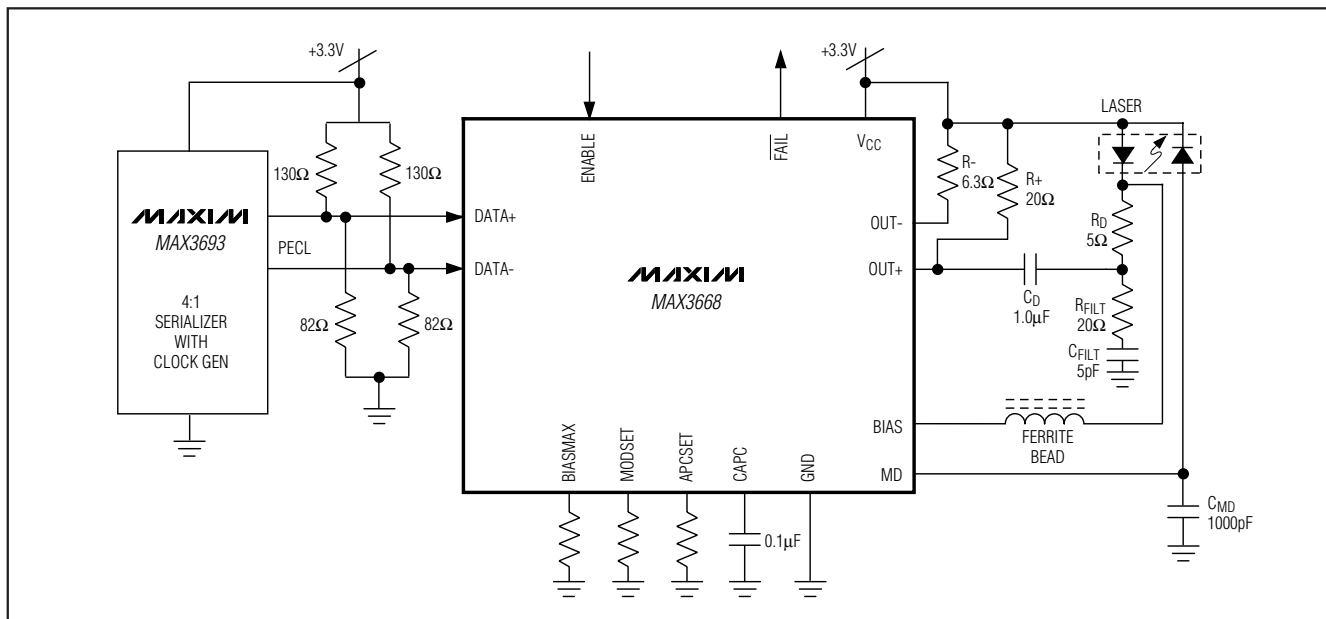 +3.3V
130Ω
130Ω
MAXIM
MAX3693
4:1
SERIALIZER
WITH
CLOCK GEN
PECL
82Ω
82Ω
ENABLE
FAIL
+3.3V
VCC
DATA+
DATA-
MAXIM
MAX3668
OUT-
OUT+
BIAS
MD
BIASMAX
MODSET
APCSET
CAPC
GND
0.1µF
R-
6.3Ω
R+
20Ω
LASER
RD
5Ω
CD
1.0µF
RFILT
20Ω
CFILT
5pF
FERRITE
BEAD
CMD
1000pF